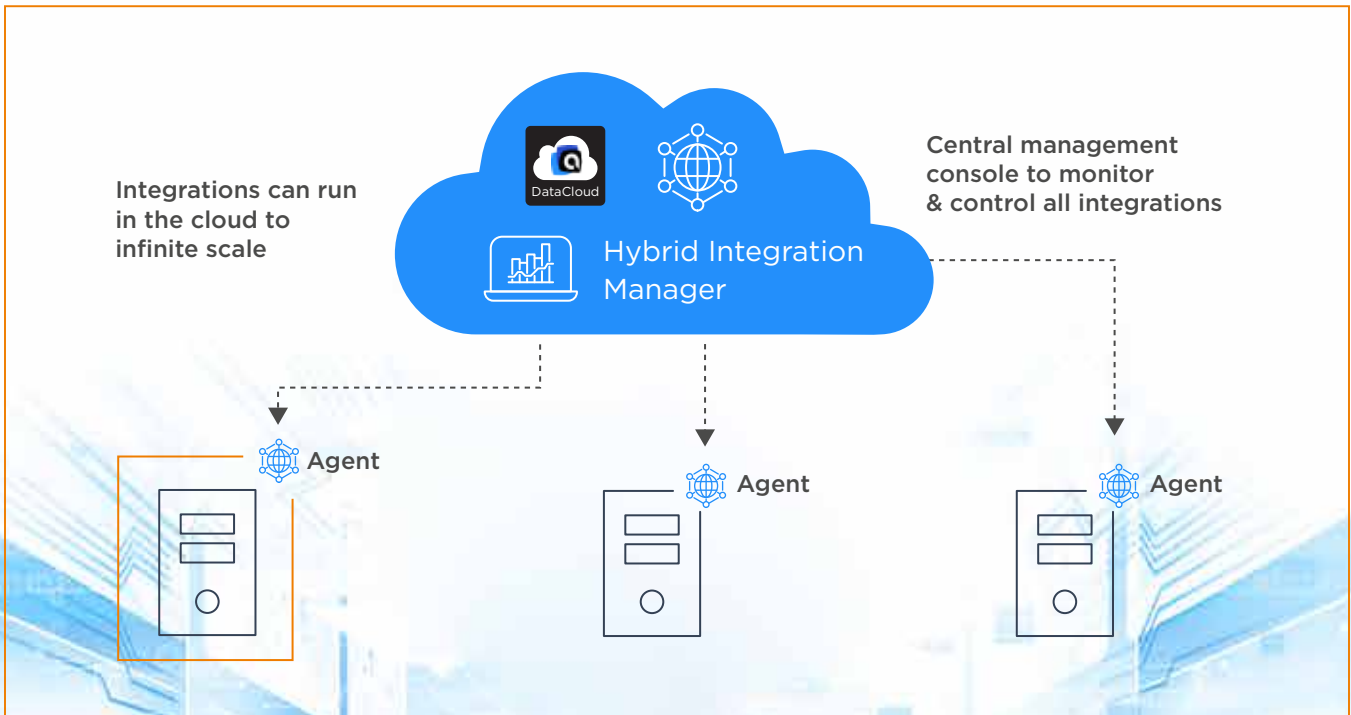 Integrations can run
in the cloud to
infinite scale
DataCloud
Hybrid Integration
Manager
Central management
console to monitor
& control all integrations
Agent
Agent
Agent